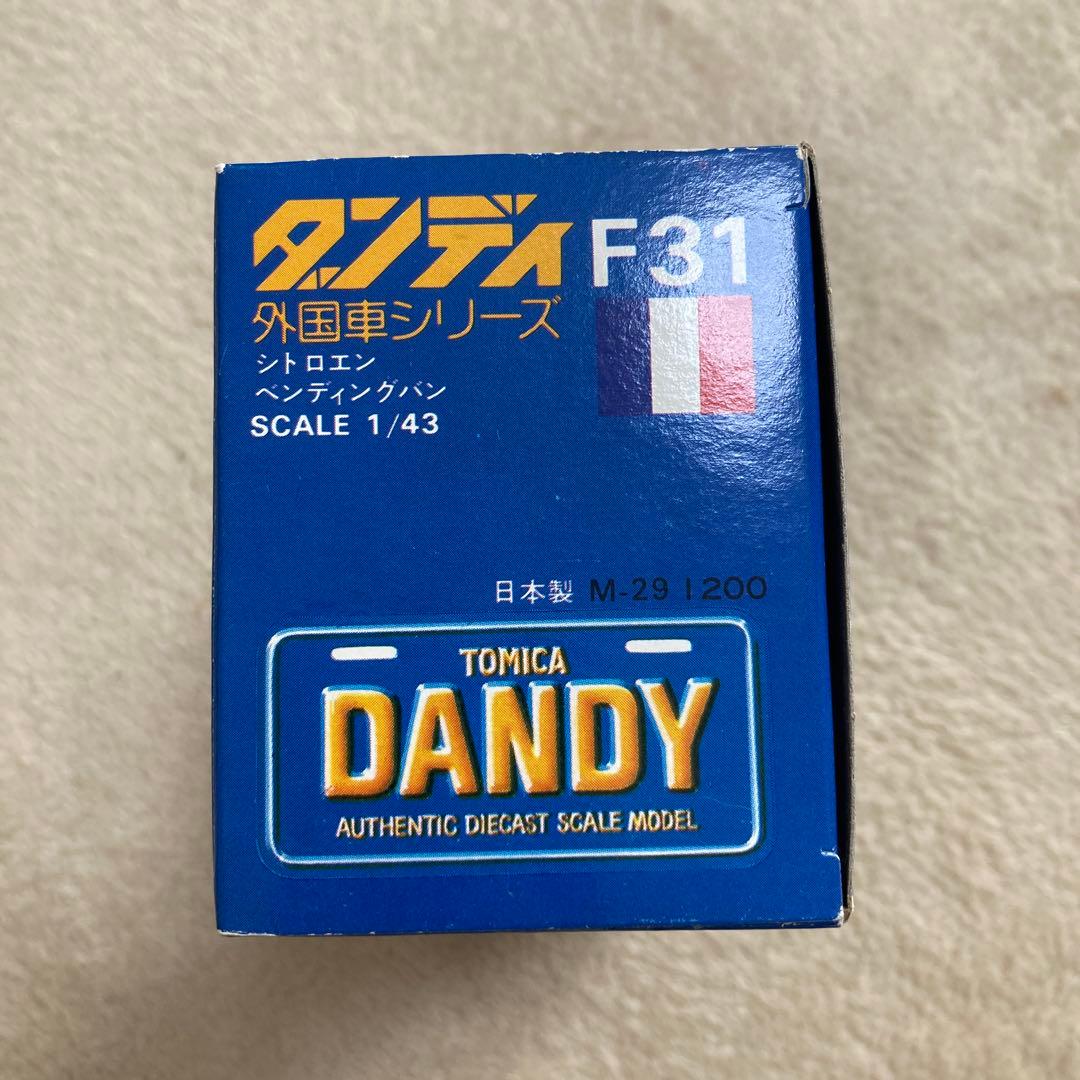 ダンディ F31
外国車シリーズ
シトロエン
ベンディングバン
SCALE 1/43
日本製 M-29 1200
TOMICA
DANDY
AUTHENTIC DIECAST SCALE MODEL